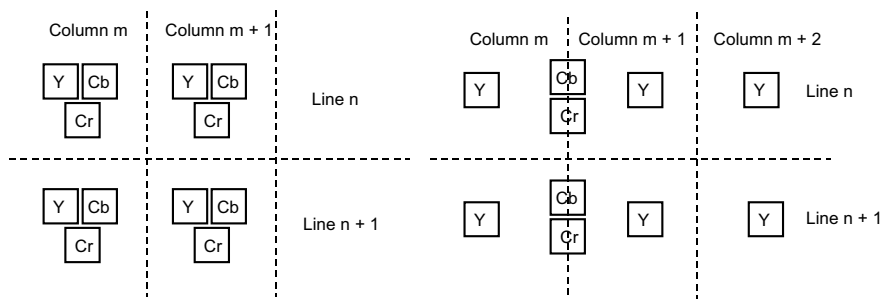 Column m Column m + 1
Y Cb Y Cb
Cr Cr
Line n
Y Cb Y Cb
Cr Cr
Line n + 1
Column m Column m + 1 Column m + 2
Y Cb Y Y Line n
Cr
Y Cb Y Y Line n + 1
Cr